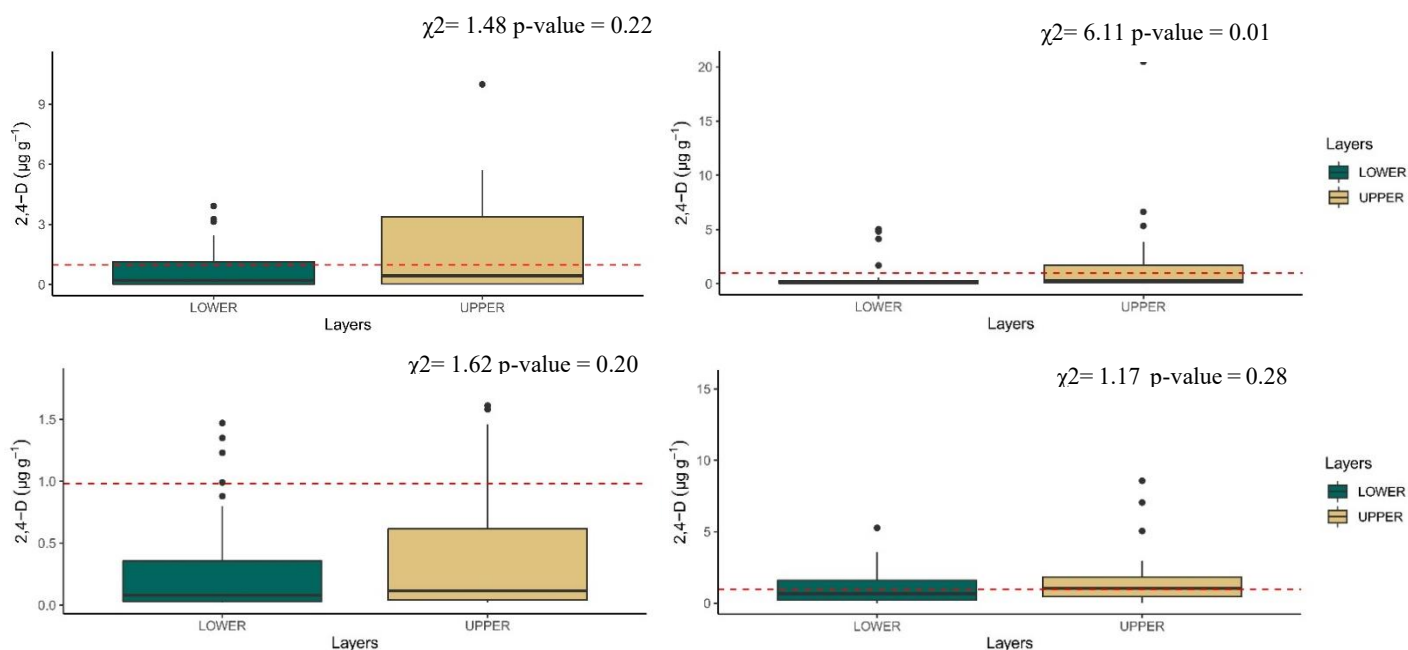 χ2= 1.48 p-value = 0.22
2,4−D (µg g⁻¹)
9
6
3
0
LOWER
UPPER
Layers
χ2= 6.11 p-value = 0.01
2,4−D (µg g⁻¹)
20
15
10
5
0
LOWER
UPPER
Layers
Layers
LOWER
UPPER
χ2= 1.62 p-value = 0.20
2,4−D (µg g⁻¹)
1.5
1.0
0.5
0.0
LOWER
UPPER
Layers
χ2= 1.17 p-value = 0.28
2,4−D (µg g⁻¹)
15
10
5
0
LOWER
UPPER
Layers
Layers
LOWER
UPPER